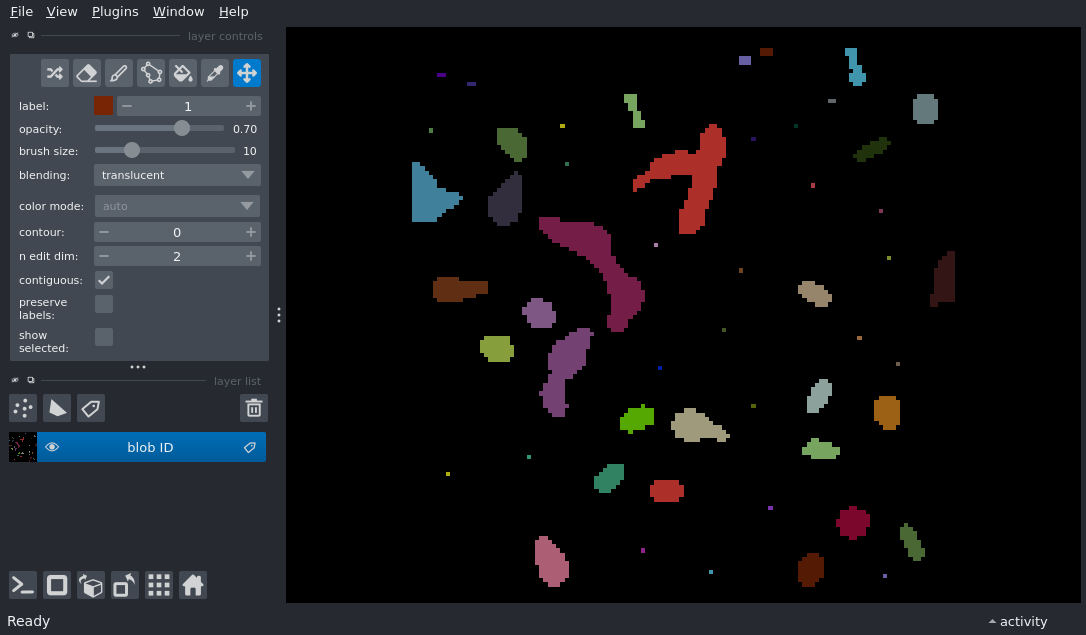 File View Plugins Window Help
layer controls
label: 1
opacity: 0.70
brush size: 10
blending: translucent
color mode: auto
contour: 0
n edit dim: 2
contiguous:
preserve
labels:
show
selected:
layer list
blob ID
Ready
activity